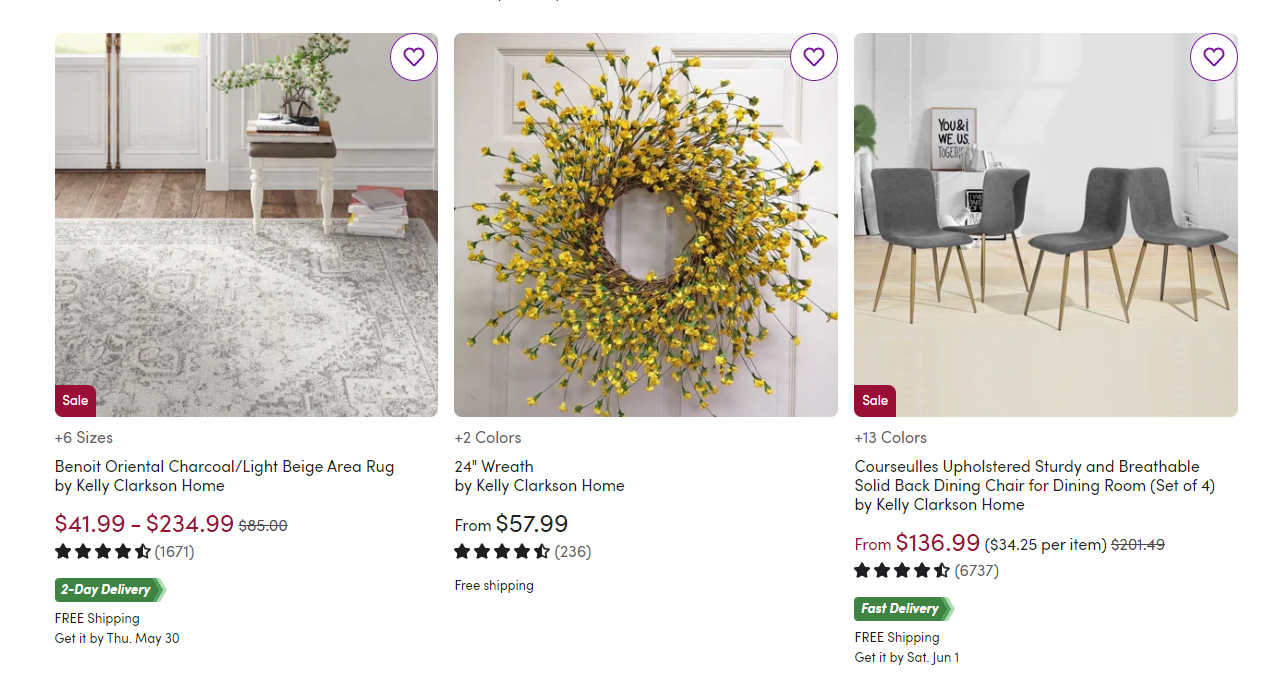 YOU&i
WE. US.
TOGETHER.
Sale
Sale
+6 Sizes
Benoit Oriental Charcoal/Light Beige Area Rug
by Kelly Clarkson Home
$41.99 - $234.99 $85.00
(1671)
2-Day Delivery
FREE Shipping
Get it by Thu. May 30
+2 Colors
24" Wreath
by Kelly Clarkson Home
From $57.99
(236)
Free shipping
+13 Colors
Courseulles Upholstered Sturdy and Breathable
Solid Back Dining Chair for Dining Room (Set of 4)
by Kelly Clarkson Home
From $136.99 ($34.25 per item) $201.49
(6737)
Fast Delivery
FREE Shipping
Get it by Sat. Jun 1